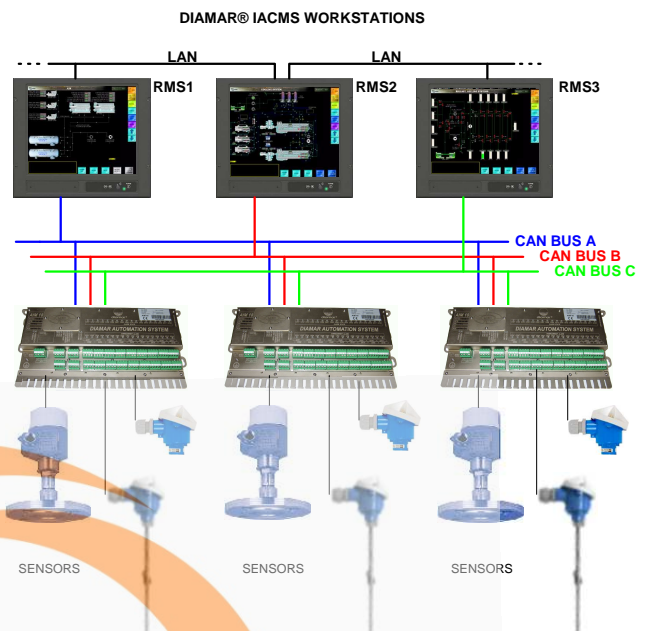 DIAMAR® IACMS WORKSTATIONS
LAN LAN
RMS1 RMS2 RMS3
CAN BUS A
CAN BUS B
CAN BUS C
DIAMAR AUTOMATION SYSTEM DIAMAR AUTOMATION SYSTEM DIAMAR AUTOMATION SYSTEM
SENSORS SENSORS SENSORS